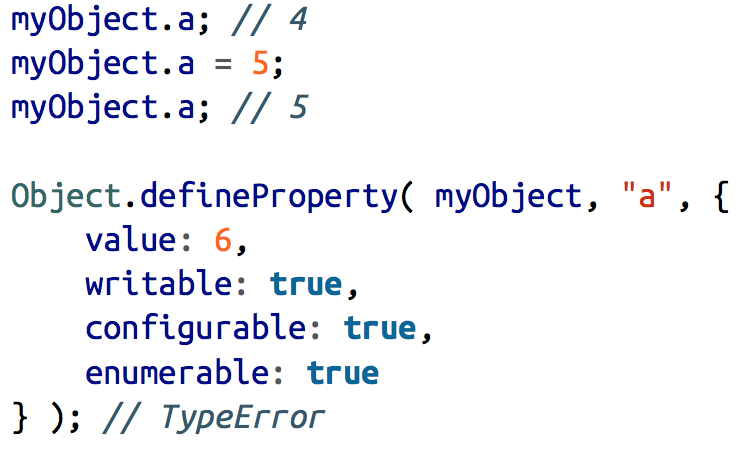 myObject.a; // 4
myObject.a = 5;
myObject.a; // 5

Object.defineProperty( myObject, "a", {
    value: 6,
    writable: true,
    configurable: true,
    enumerable: true
} ); // TypeError